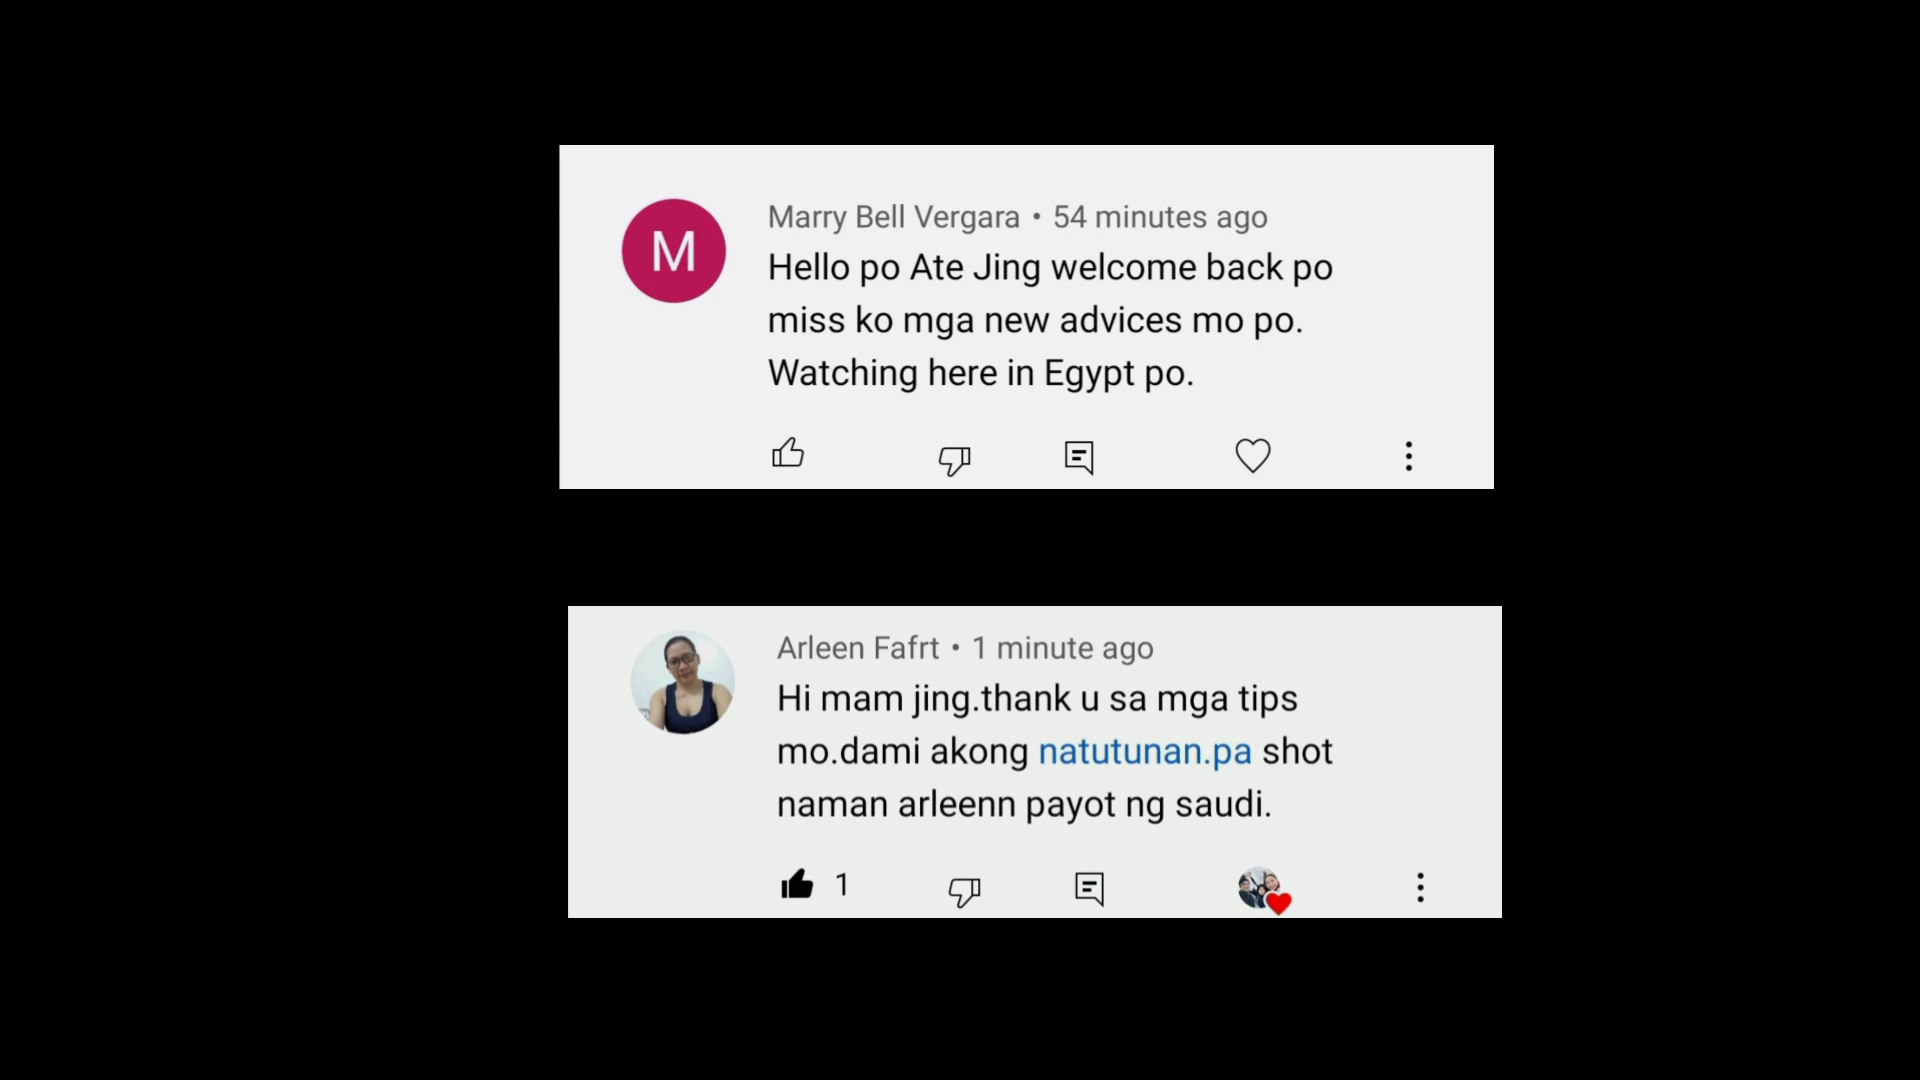 M
Marry Bell Vergara • 54 minutes ago
Hello po Ate Jing welcome back po
miss ko mga new advices mo po.
Watching here in Egypt po.
Arleen Fafrt • 1 minute ago
Hi mam jing.thank u sa mga tips
mo.dami akong natutunan.pa shot
naman arleenn payot ng saudi.
1